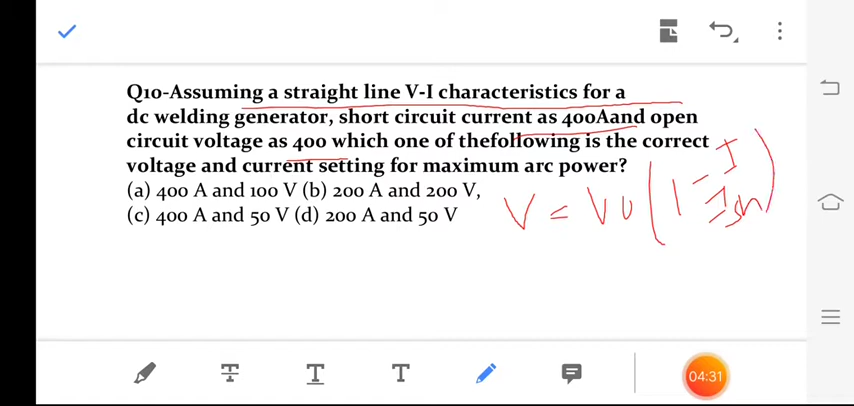 Q10-Assuming a straight line V-I characteristics for a
dc welding generator, short circuit current as 400Aand open
circuit voltage as 400 which one of thefollowing is the correct
voltage and current setting for maximum arc power?
(a) 400 A and 100 V (b) 200 A and 200 V,
(c) 400 A and 50 V (d) 200 A and 50 V
V = V0 (1 - I/Ish)
T T T
04:31